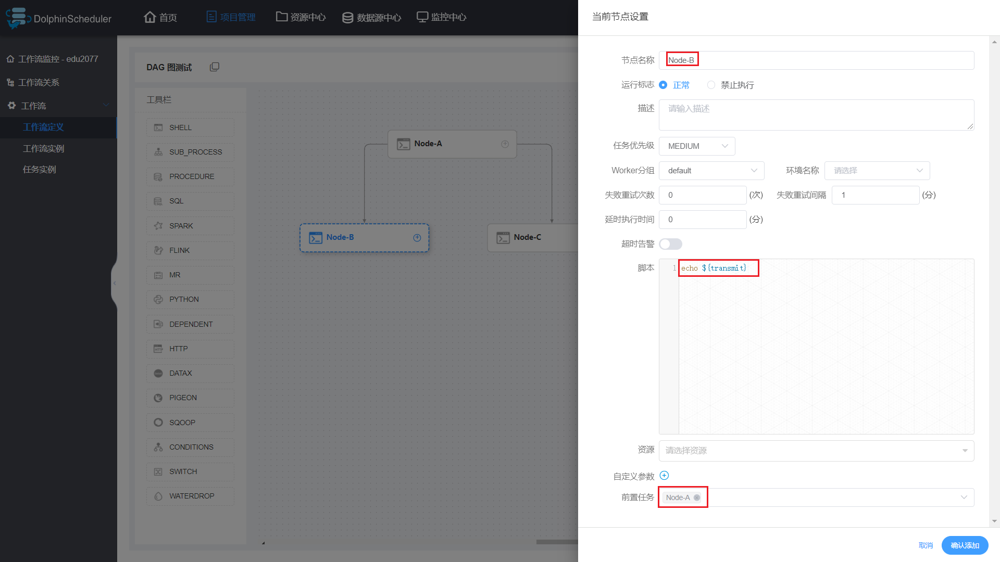 DolphinScheduler
首页
项目管理
资源中心
数据源中心
监控中心
工作流监控 - edu2077
工作流关系
工作流
工作流定义
工作流实例
任务实例
DAG 图测试
工具栏
SHELL
SUB_PROCESS
PROCEDURE
SQL
SPARK
FLINK
MR
PYTHON
DEPENDENT
HTTP
DATAX
PIGEON
SQOOP
CONDITIONS
SWITCH
WATERDROP
Node-A
Node-B
Node-C
当前节点设置
节点名称 Node-B
运行标志 正常 禁止执行
描述 请输入描述
任务优先级 MEDIUM
Worker分组 default 环境名称 请选择
失败重试次数 0 (次) 失败重试间隔 1 (分)
延时执行时间 0 (分)
超时告警
脚本 1 echo ${transmit}
资源 请选择资源
自定义参数
前置任务 Node-A
取消 确认添加